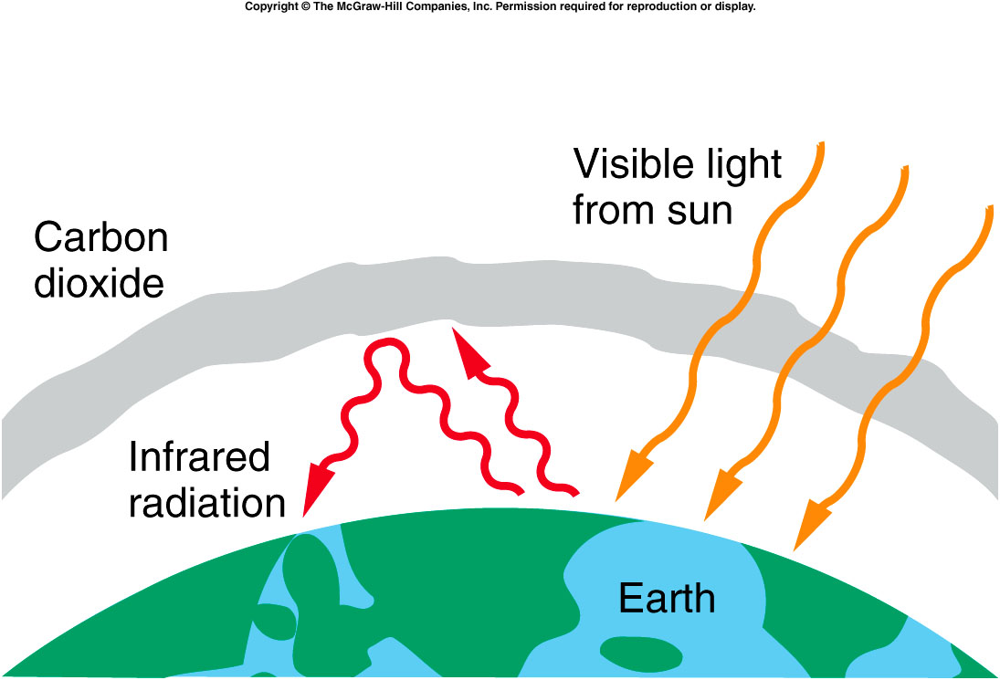 Copyright © The McGraw-Hill Companies, Inc. Permission required for reproduction or display.
Visible light
from sun
Carbon
dioxide
Infrared
radiation
Earth